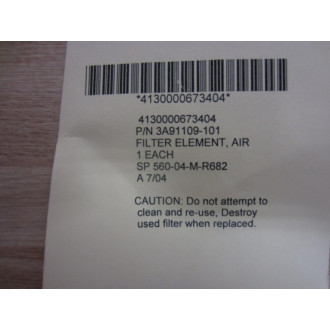 *4130000673404*
4130000673404
P/N 3A91109-101
FILTER ELEMENT, AIR
1 EACH
SP 560-04-M-R682
A 7/04
CAUTION: Do not attempt to
clean and re-use, Destroy
used filter when replaced.